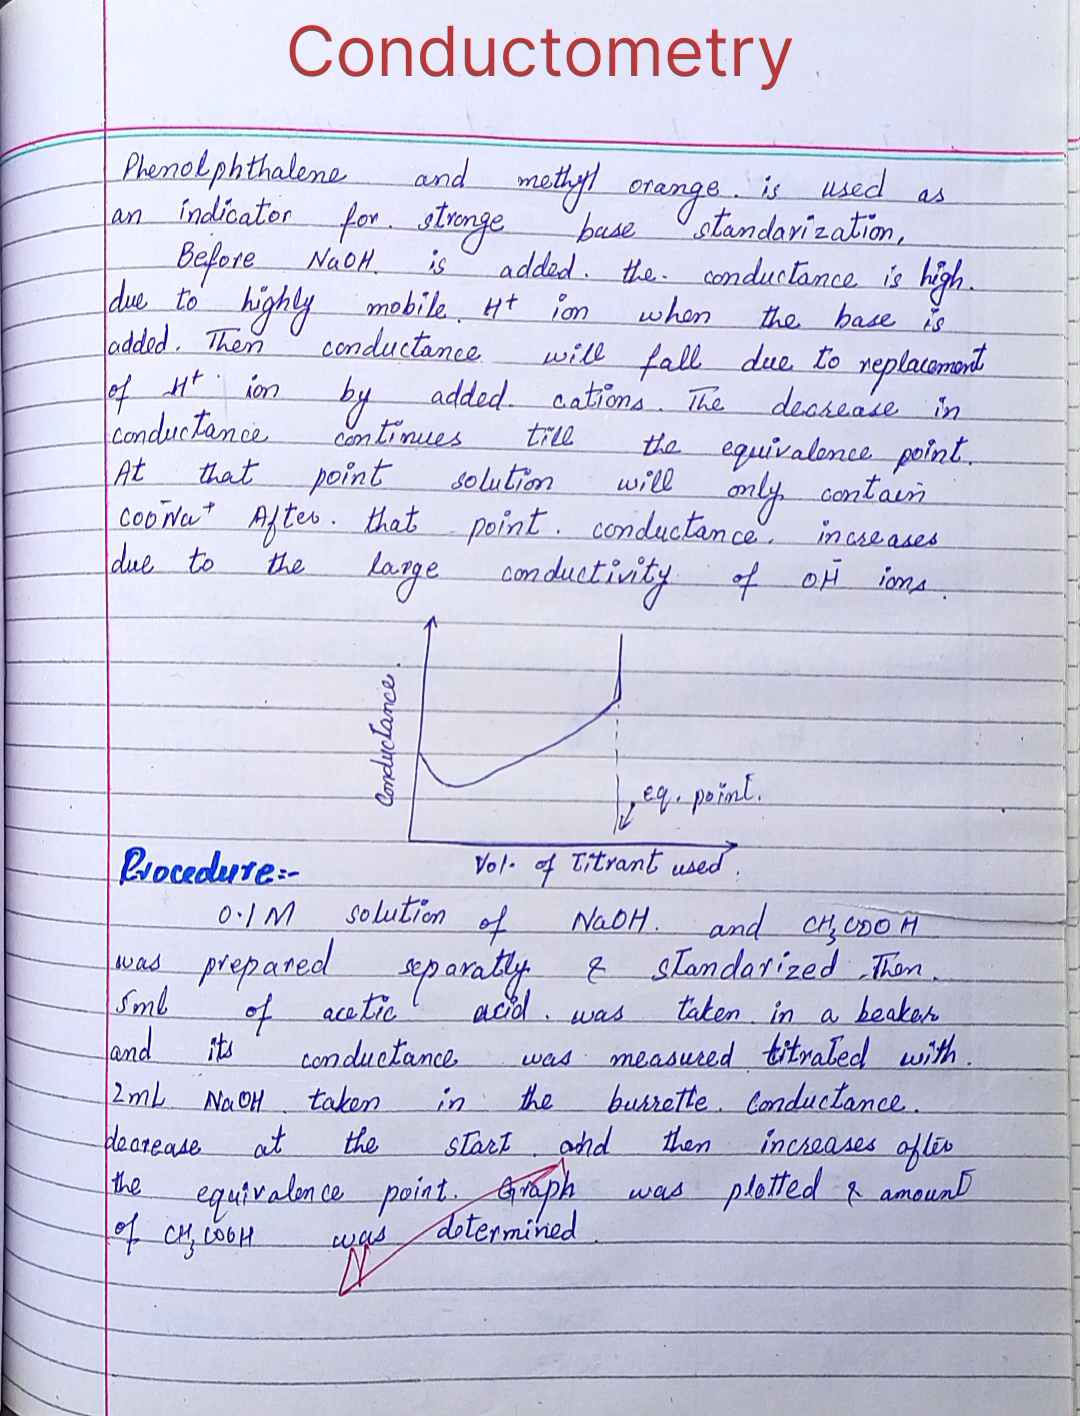 Conductometry
Phenolphthalene and methyl orange is used as
an indicator for stronge base standarization,
Before NaOH is added. the conductance is high.
due to highly mobile H⁺ ion when the base is
added. Then conductance will fall due to replacement
of H⁺ ion by added cations. The decrease in
conductance continues till the equivalence point.
At that point solution will only contain
COO⁻Na⁺ After that point. conductance. increases
due to the large conductivity of OH⁻ ions.
Conductance.
eq. point.
Vol. of Titrant used.
Procedure:-
0.1M solution of NaOH. and CH₃COOH
was prepared separatly & standarized. Then.
5ml of acetic acid. was taken in a beaker
and its conductance was measured titrated with.
2mL NaOH taken in the burrette. Conductance.
decrease at the start and then increases after
the equivalence point. Graph was plotted & amount
of CH₃COOH was determined.